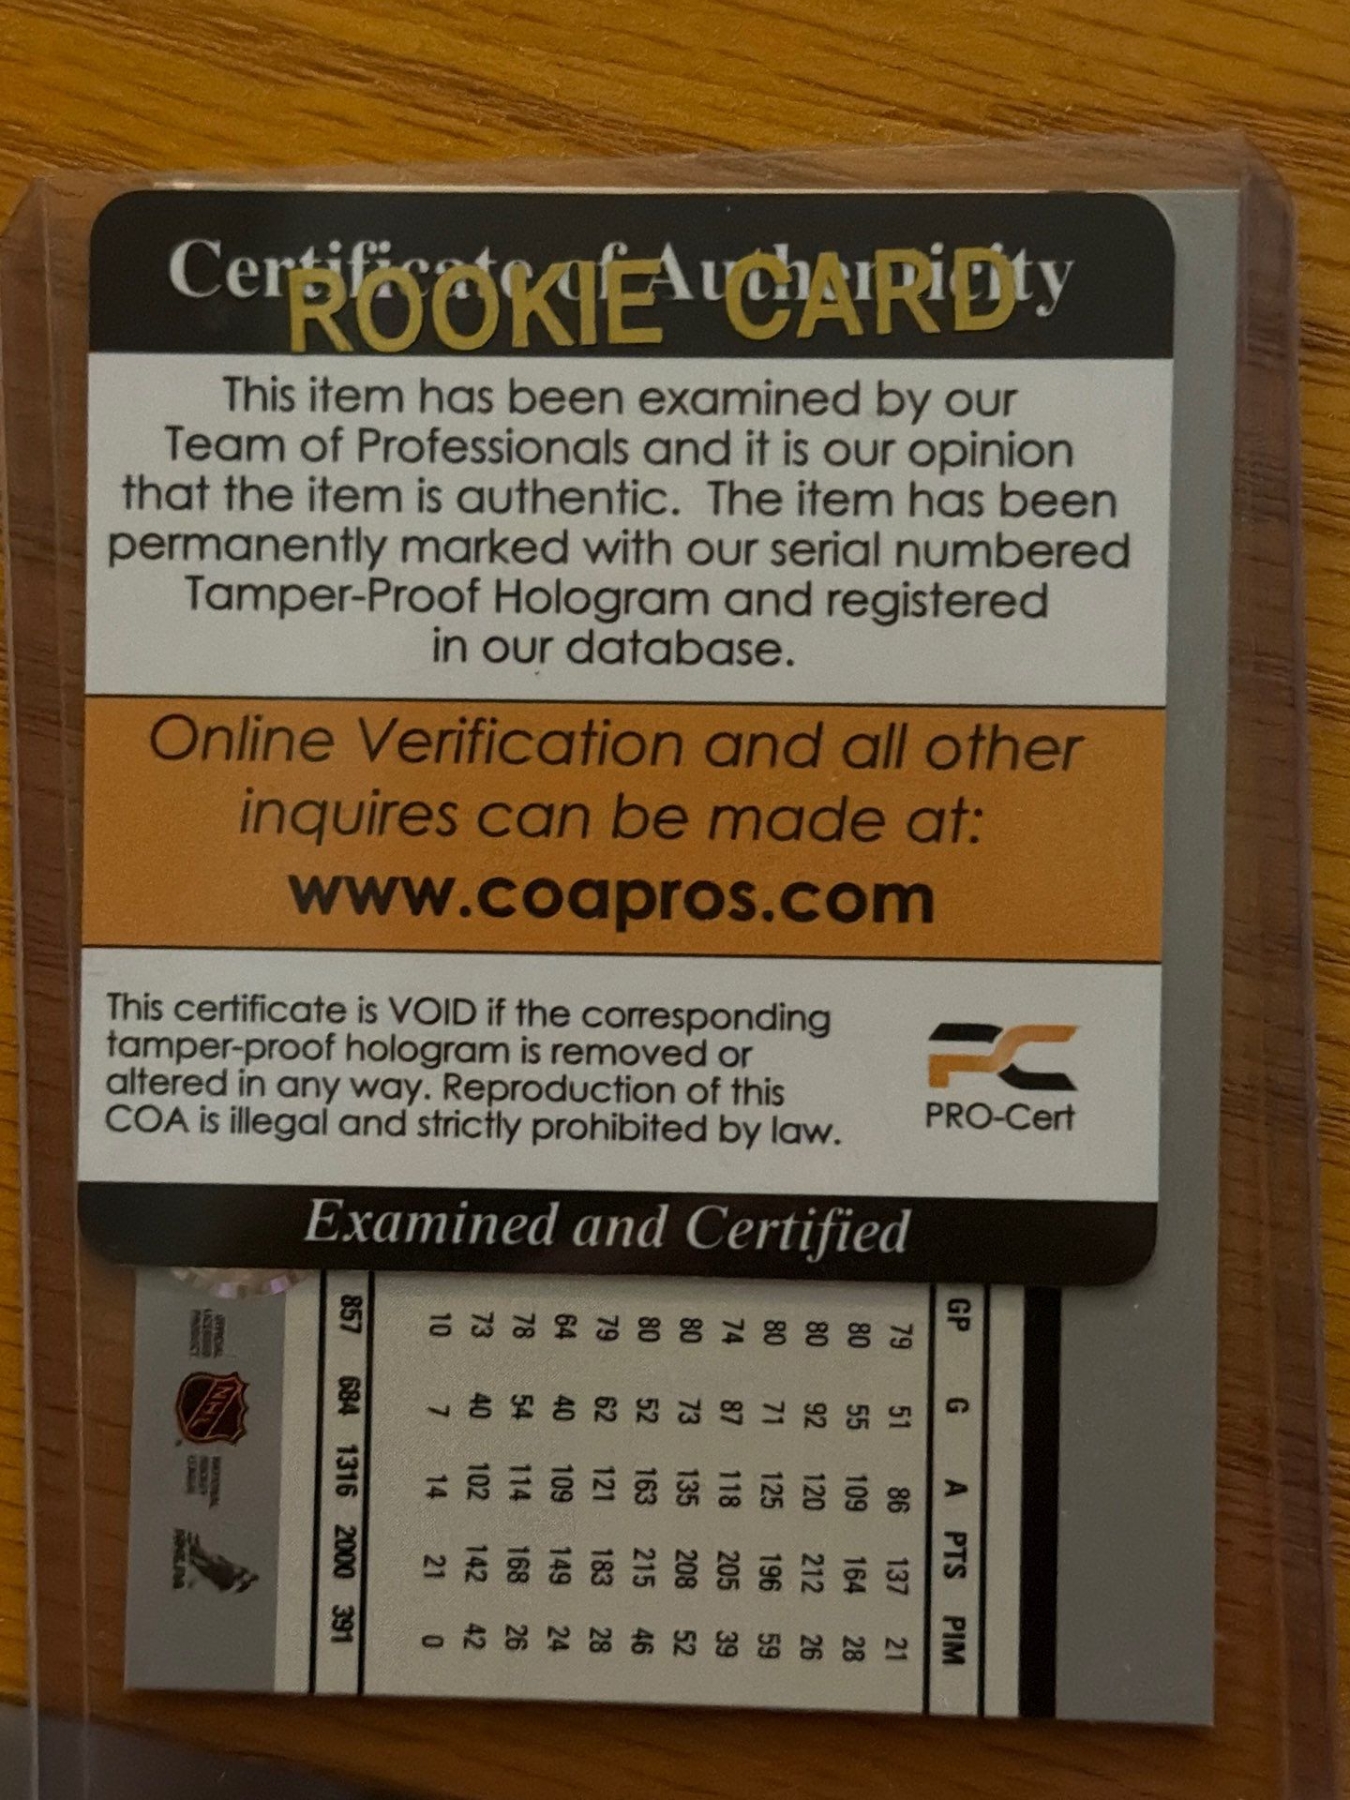 Certificate of Authenticity
ROOKIE CARD
This item has been examined by our
Team of Professionals and it is our opinion
that the item is authentic. The item has been
permanently marked with our serial numbered
Tamper-Proof Hologram and registered
in our database.
Online Verification and all other
inquires can be made at:
www.coapros.com
This certificate is VOID if the corresponding
tamper-proof hologram is removed or
altered in any way. Reproduction of this
COA is illegal and strictly prohibited by law.
PC
PRO-Cert
Examined and Certified
GP G A PTS PIM
79 51 86 137 21
80 55 109 164 28
80 92 120 212 26
80 71 125 196 59
74 87 118 205 39
80 73 135 208 52
80 52 163 215 46
79 62 121 183 28
64 40 109 149 24
78 54 114 168 26
73 40 102 142 42
10 7 14 21 0
857 684 1316 2000 391
OFFICIAL
LICENSED
PRODUCT
NHL
NATIONAL
HOCKEY
LEAGUE